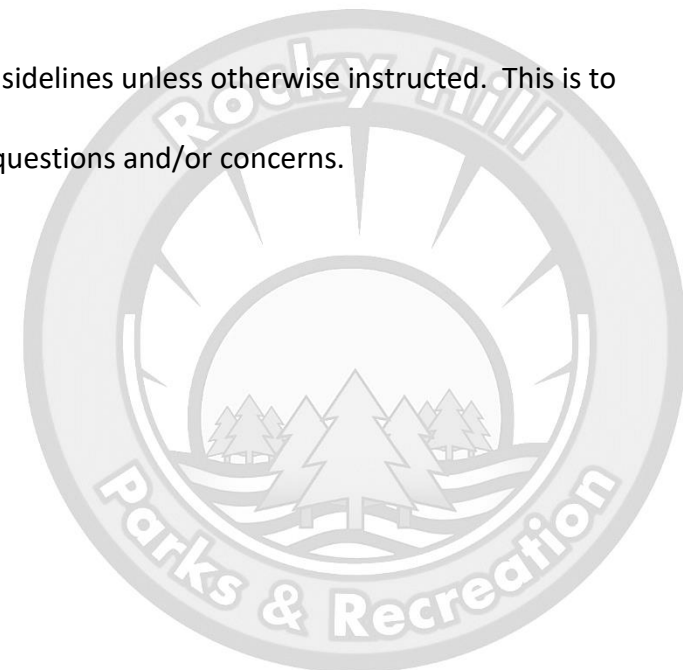 sidelines unless otherwise instructed.  This is to
questions and/or concerns.
Rocky Hill
Parks & Recreation